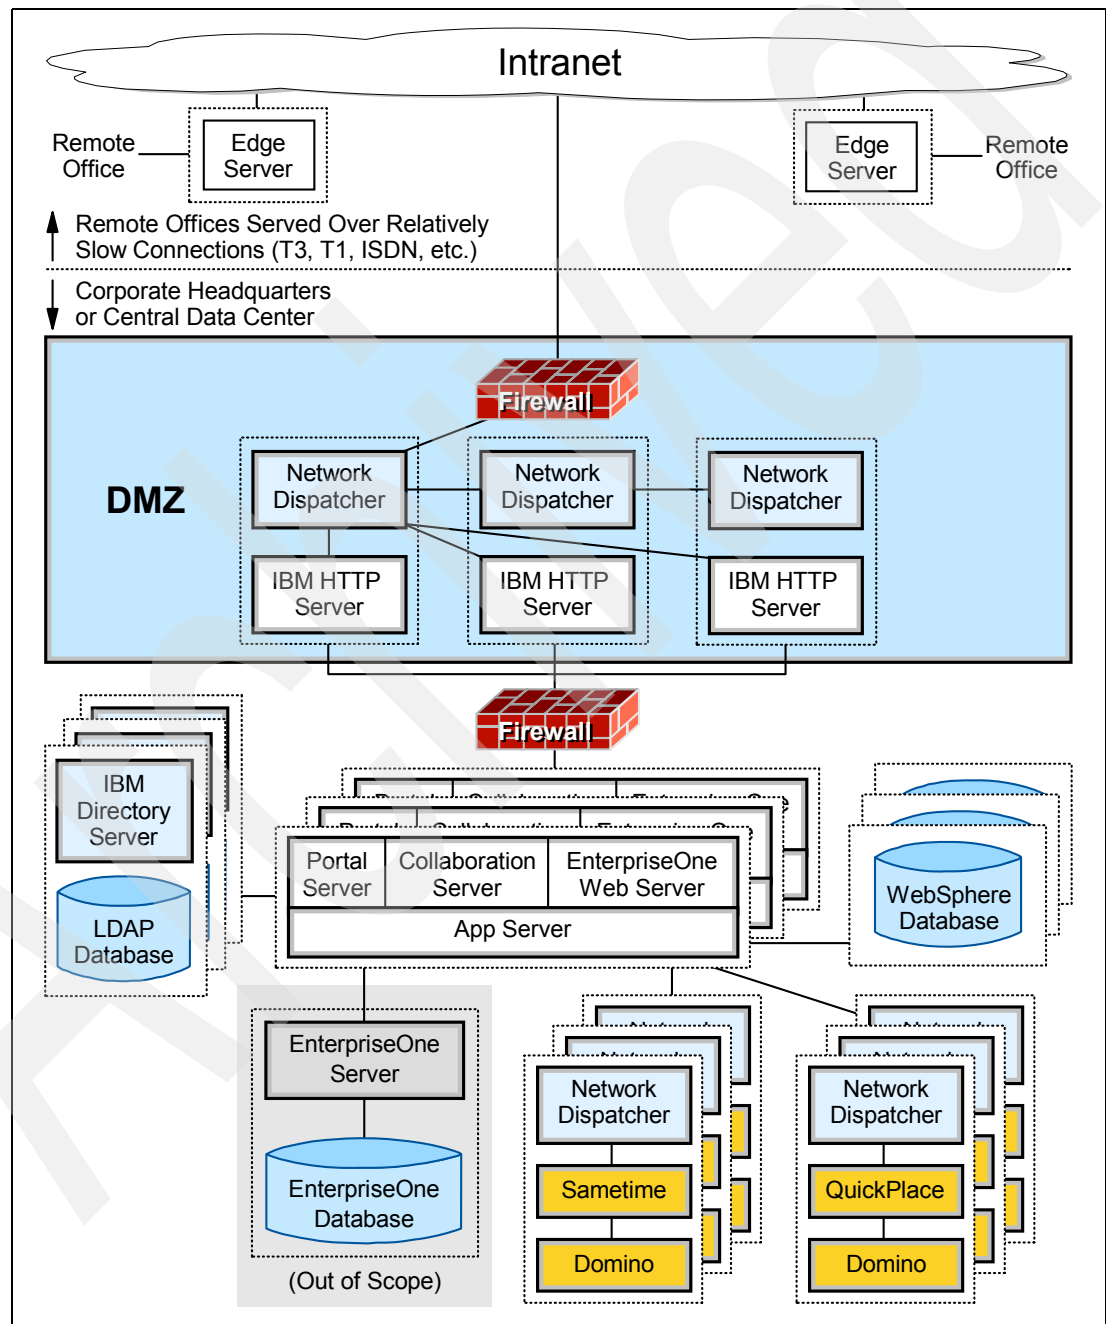 Intranet
Remote
Office
Edge
Server
Edge
Server
Remote
Office
Remote Offices Served Over Relatively
Slow Connections (T3, T1, ISDN, etc.)
Corporate Headquarters
or Central Data Center
Firewall
DMZ
Network
Dispatcher
Network
Dispatcher
Network
Dispatcher
IBM HTTP
Server
IBM HTTP
Server
IBM HTTP
Server
Firewall
IBM
Directory
Server
LDAP
Database
Portal
Server
Collaboration
Server
EnterpriseOne
Web Server
App Server
WebSphere
Database
EnterpriseOne
Server
EnterpriseOne
Database
(Out of Scope)
Network
Dispatcher
Sametime
Domino
Network
Dispatcher
QuickPlace
Domino
Archived